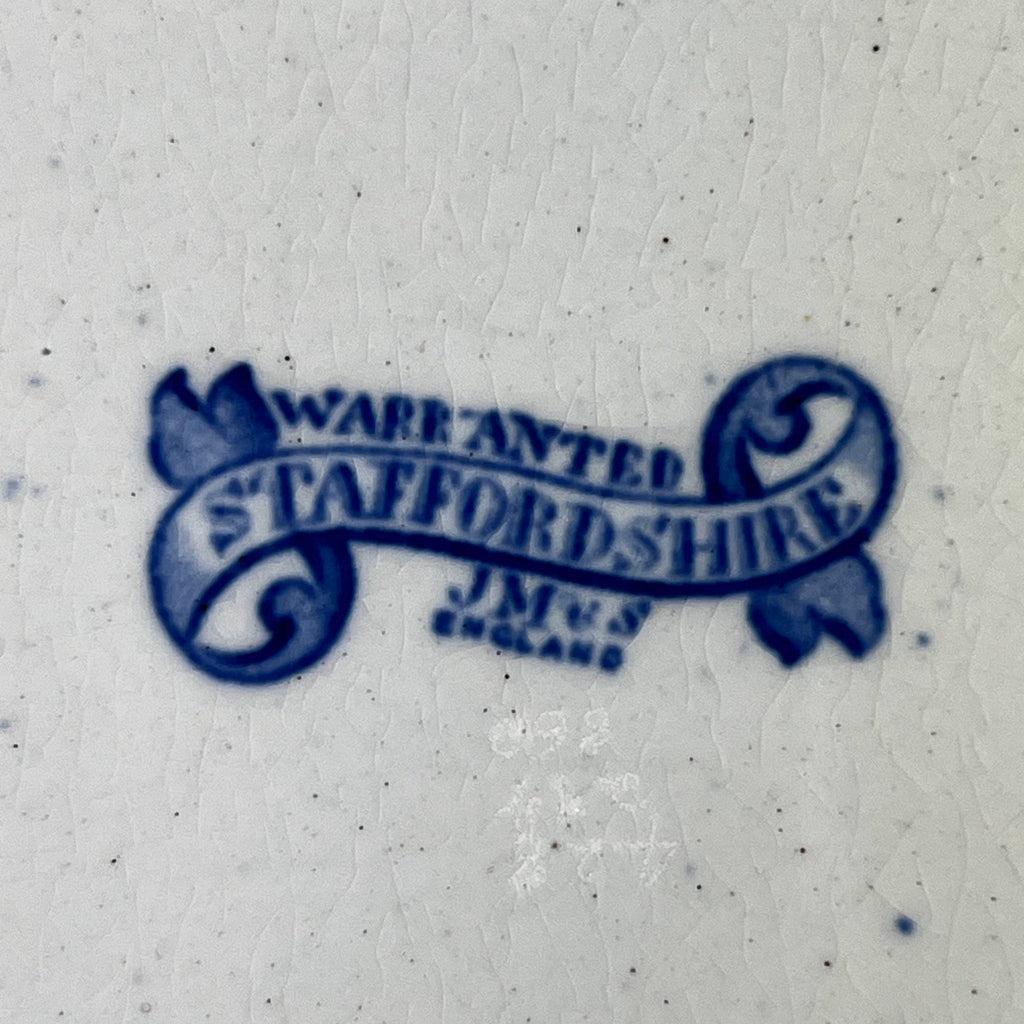 WARRANTED
STAFFORDSHIRE
JM & S
ENGLAND